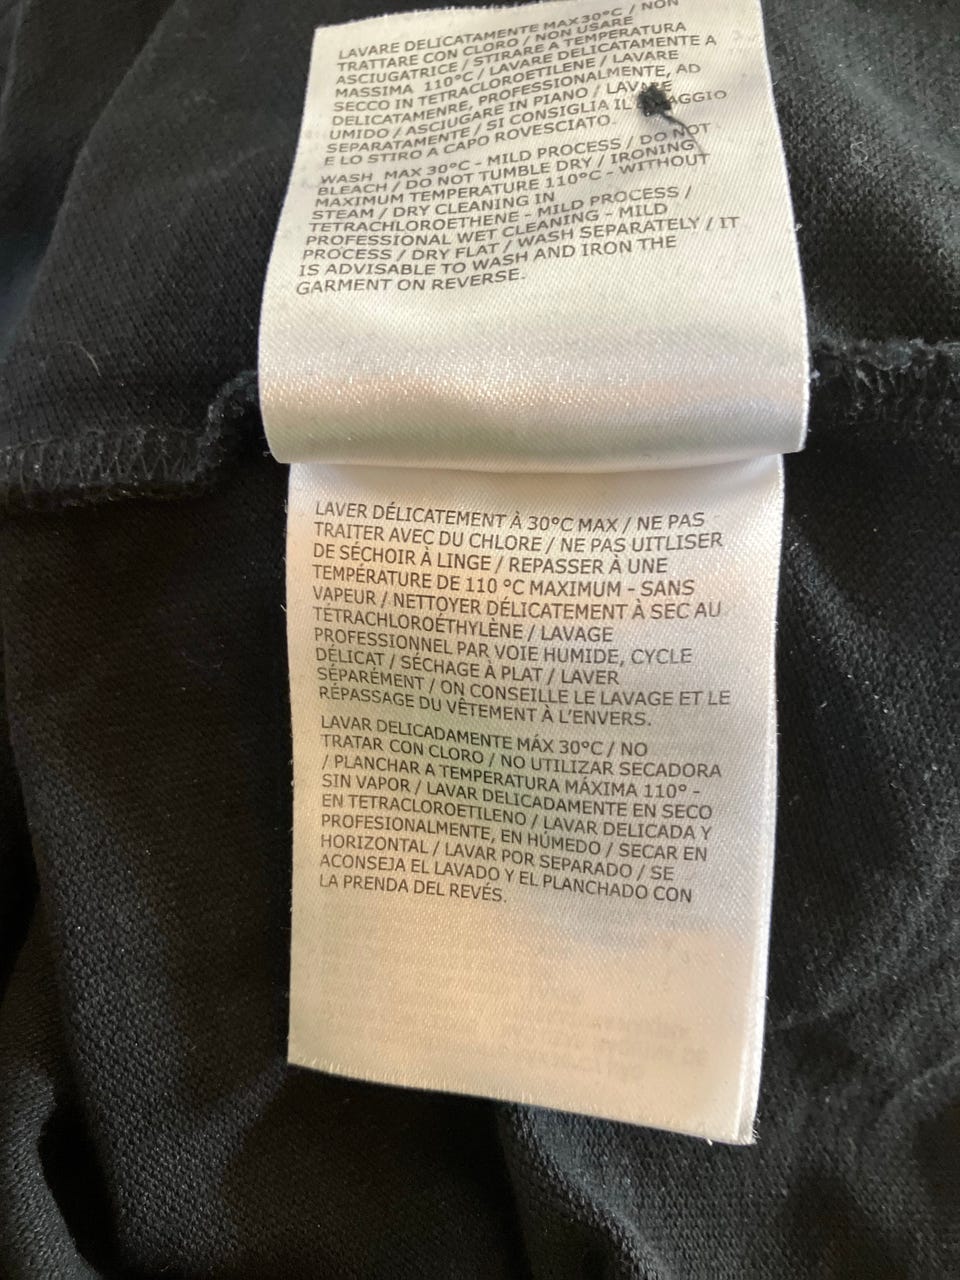 LAVARE DELICATAMENTE MAX 30°C / NON
TRATTARE CON CLORO / NON USARE
ASCIUGATRICE / STIRARE A TEMPERATURA
MASSIMA 110°C / LAVARE DELICATAMENTE A
SECCO IN TETRACLOROETILENE / LAVARE
DELICATAMENRE, PROFESSIONALMENTE, AD
UMIDO / ASCIUGARE IN PIANO / LAVARE
SEPARATAMENTE / SI CONSIGLIA IL LAVAGGIO
E LO STIRO A CAPO ROVESCIATO.
WASH MAX 30°C - MILD PROCESS / DO NOT
BLEACH / DO NOT TUMBLE DRY / IRONING
MAXIMUM TEMPERATURE 110°C - WITHOUT
STEAM / DRY CLEANING IN
TETRACHLOROETHENE - MILD PROCESS /
PROFESSIONAL WET CLEANING - MILD
PROCESS / DRY FLAT / WASH SEPARATELY / IT
IS ADVISABLE TO WASH AND IRON THE
GARMENT ON REVERSE.
LAVER DÉLICATEMENT À 30°C MAX / NE PAS
TRAITER AVEC DU CHLORE / NE PAS UITLISER
DE SÉCHOIR À LINGE / REPASSER À UNE
TEMPÉRATURE DE 110 °C MAXIMUM - SANS
VAPEUR / NETTOYER DÉLICATEMENT À SEC AU
TÉTRACHLOROÉTHYLÈNE / LAVAGE
PROFESSIONNEL PAR VOIE HUMIDE, CYCLE
DÉLICAT / SÉCHAGE À PLAT / LAVER
SÉPARÉMENT / ON CONSEILLE LE LAVAGE ET LE
RÉPASSAGE DU VÊTEMENT À L'ENVERS.
LAVAR DELICADAMENTE MÁX 30°C / NO
TRATAR CON CLORO / NO UTILIZAR SECADORA
/ PLANCHAR A TEMPERATURA MÁXIMA 110° -
SIN VAPOR / LAVAR DELICADAMENTE EN SECO
EN TETRACLOROETILENO / LAVAR DELICADA Y
PROFESIONALMENTE, EN HÚMEDO / SECAR EN
HORIZONTAL / LAVAR POR SEPARADO / SE
ACONSEJA EL LAVADO Y EL PLANCHADO CON
LA PRENDA DEL REVÉS.